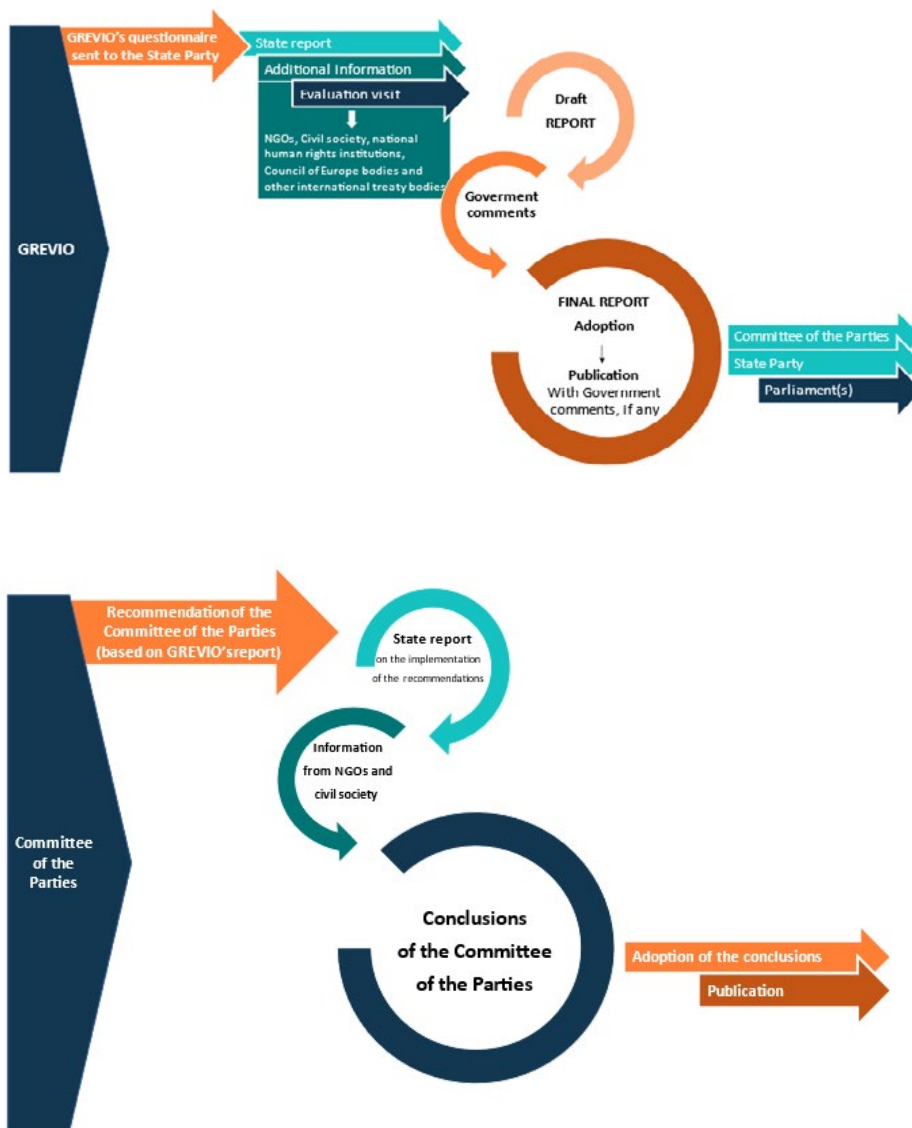 GREVIO's questionnaire
sent to the State Party
State report
Additional Information
Evaluation visit
NGOs, Civil society, national
human rights institutions,
Council of Europe bodies and
other international treaty bodies
Draft
REPORT
Goverment
comments
GREVIO
FINAL REPORT
Adoption
Publication
With Government
comments, If any
Committee of the Parties
State Party
Parliament(s)
Recommendation of the
Committee of the Parties
(based on GREVIO'sreport)
State report
on the implementation
of the recommendations
Information
from NGOs and
civil society
Committee
of the
Parties
Conclusions
of the Committee
of the Parties
Adoption of the conclusions
Publication